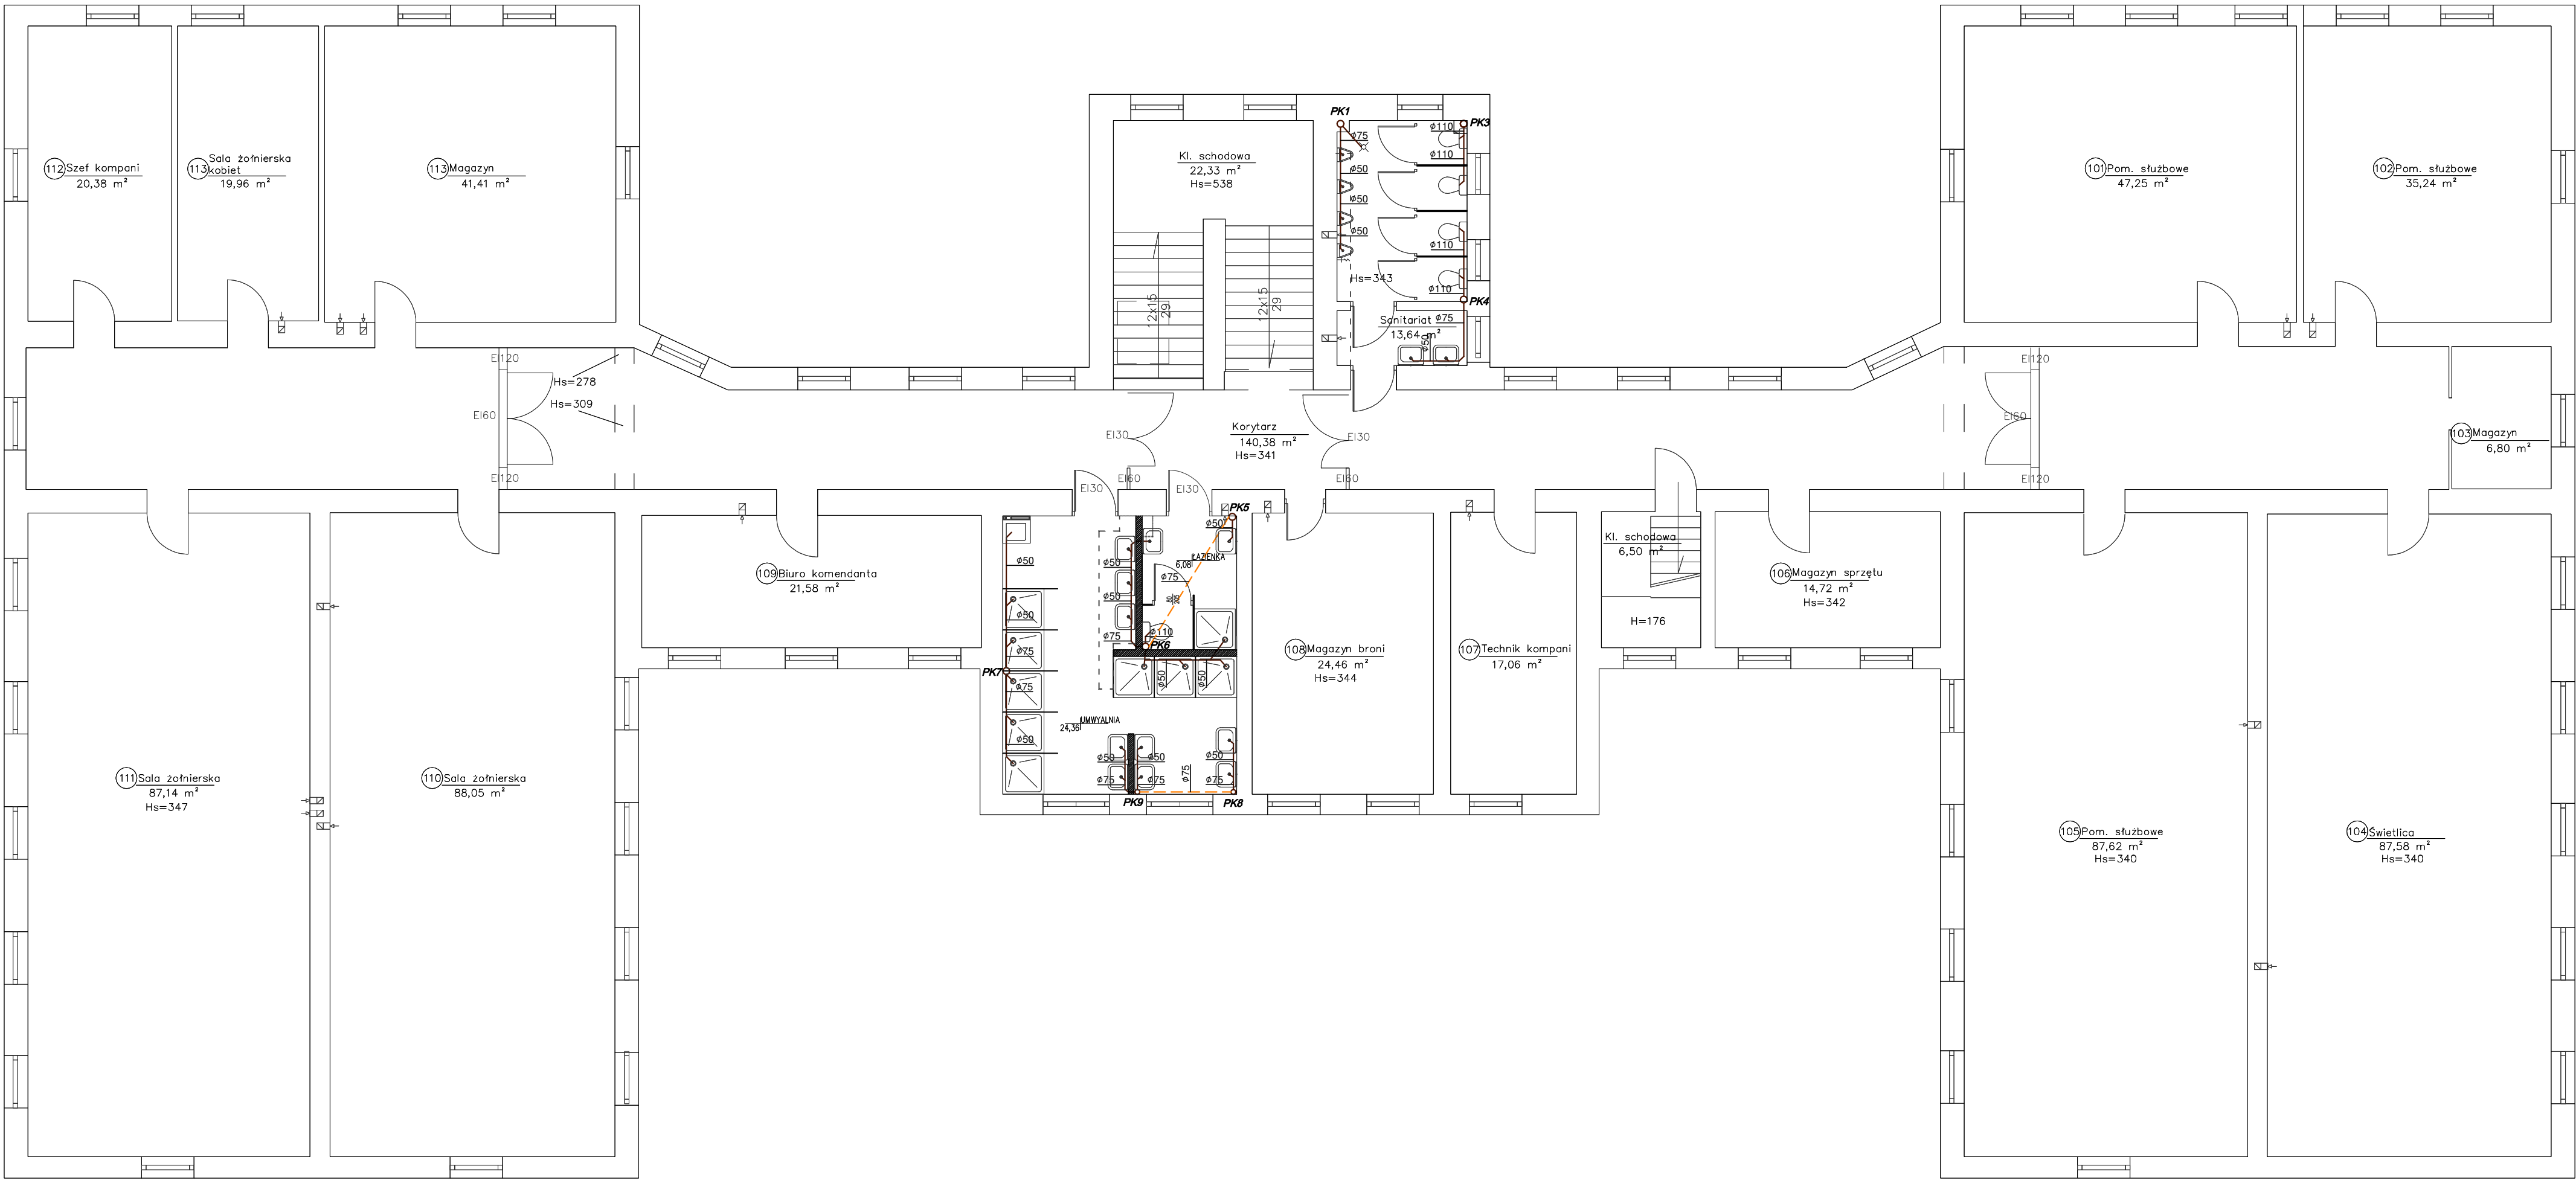 112 Szef kompani
20,38 m²
113 Sala żołnierska
kobiet
19,96 m²
113 Magazyn
41,41 m²
Kl. schodowa
22,33 m²
Hs=538
12x15
29
12x15
29
PK1
ø75
ø50
ø50
ø50
ø110
PK3
ø110
ø110
ø110
PK4
Hs=343
Sanitariat
13,64 m²
ø75
ø50
101 Pom. służbowe
47,25 m²
102 Pom. służbowe
35,24 m²
EI120
EI60
EI120
Hs=278
Hs=309
EI30
Korytarz
140,38 m²
Hs=341
EI30
EI30
EI60
EI30
EI60
EI120
EI60
EI120
103 Magazyn
6,80 m²
111 Sala żołnierska
87,14 m²
Hs=347
110 Sala żołnierska
88,05 m²
109 Biuro komendanta
21,58 m²
PK5
ø50
ŁAZIENKA
6,08
ø75
80
205
ø110
PK6
ø50
ø50
ø50
ø50
ø75
ø75
PK7
ø75
ø50
ø50
ø50
UMWYALNIA
24,36
ø50
ø75
ø50
ø75
ø75
ø50
ø75
PK9
PK8
108 Magazyn broni
24,46 m²
Hs=344
107 Technik kompani
17,06 m²
Kl. schodowa
6,50 m²
H=176
106 Magazyn sprzętu
14,72 m²
Hs=342
105 Pom. służbowe
87,62 m²
Hs=340
104 Świetlica
87,58 m²
Hs=340